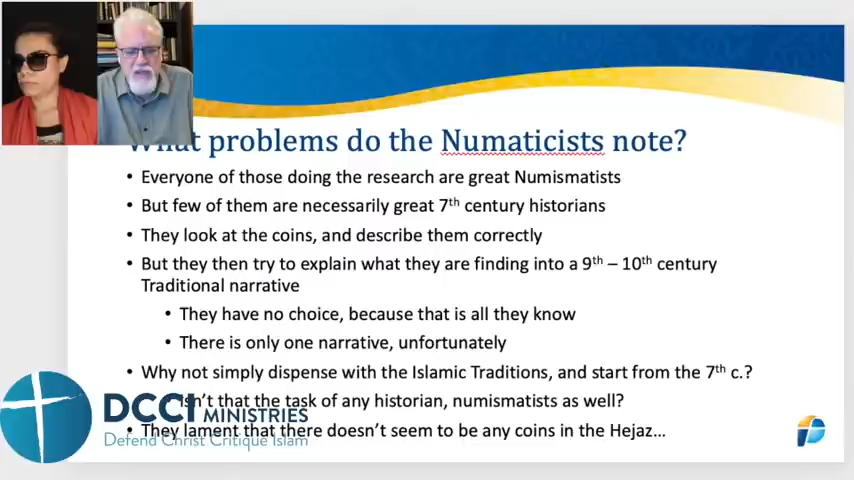 What problems do the Numaticists note?
• Everyone of those doing the research are great Numismatists
• But few of them are necessarily great 7th century historians
• They look at the coins, and describe them correctly
• But they then try to explain what they are finding into a 9th – 10th century
Traditional narrative
• They have no choice, because that is all they know
• There is only one narrative, unfortunately
• Why not simply dispense with the Islamic Traditions, and start from the 7th c.?
Isn't that the task of any historian, numismatists as well?
• They lament that there doesn't seem to be any coins in the Hejaz...
DCCI MINISTRIES
Defend Christ Critique Islam